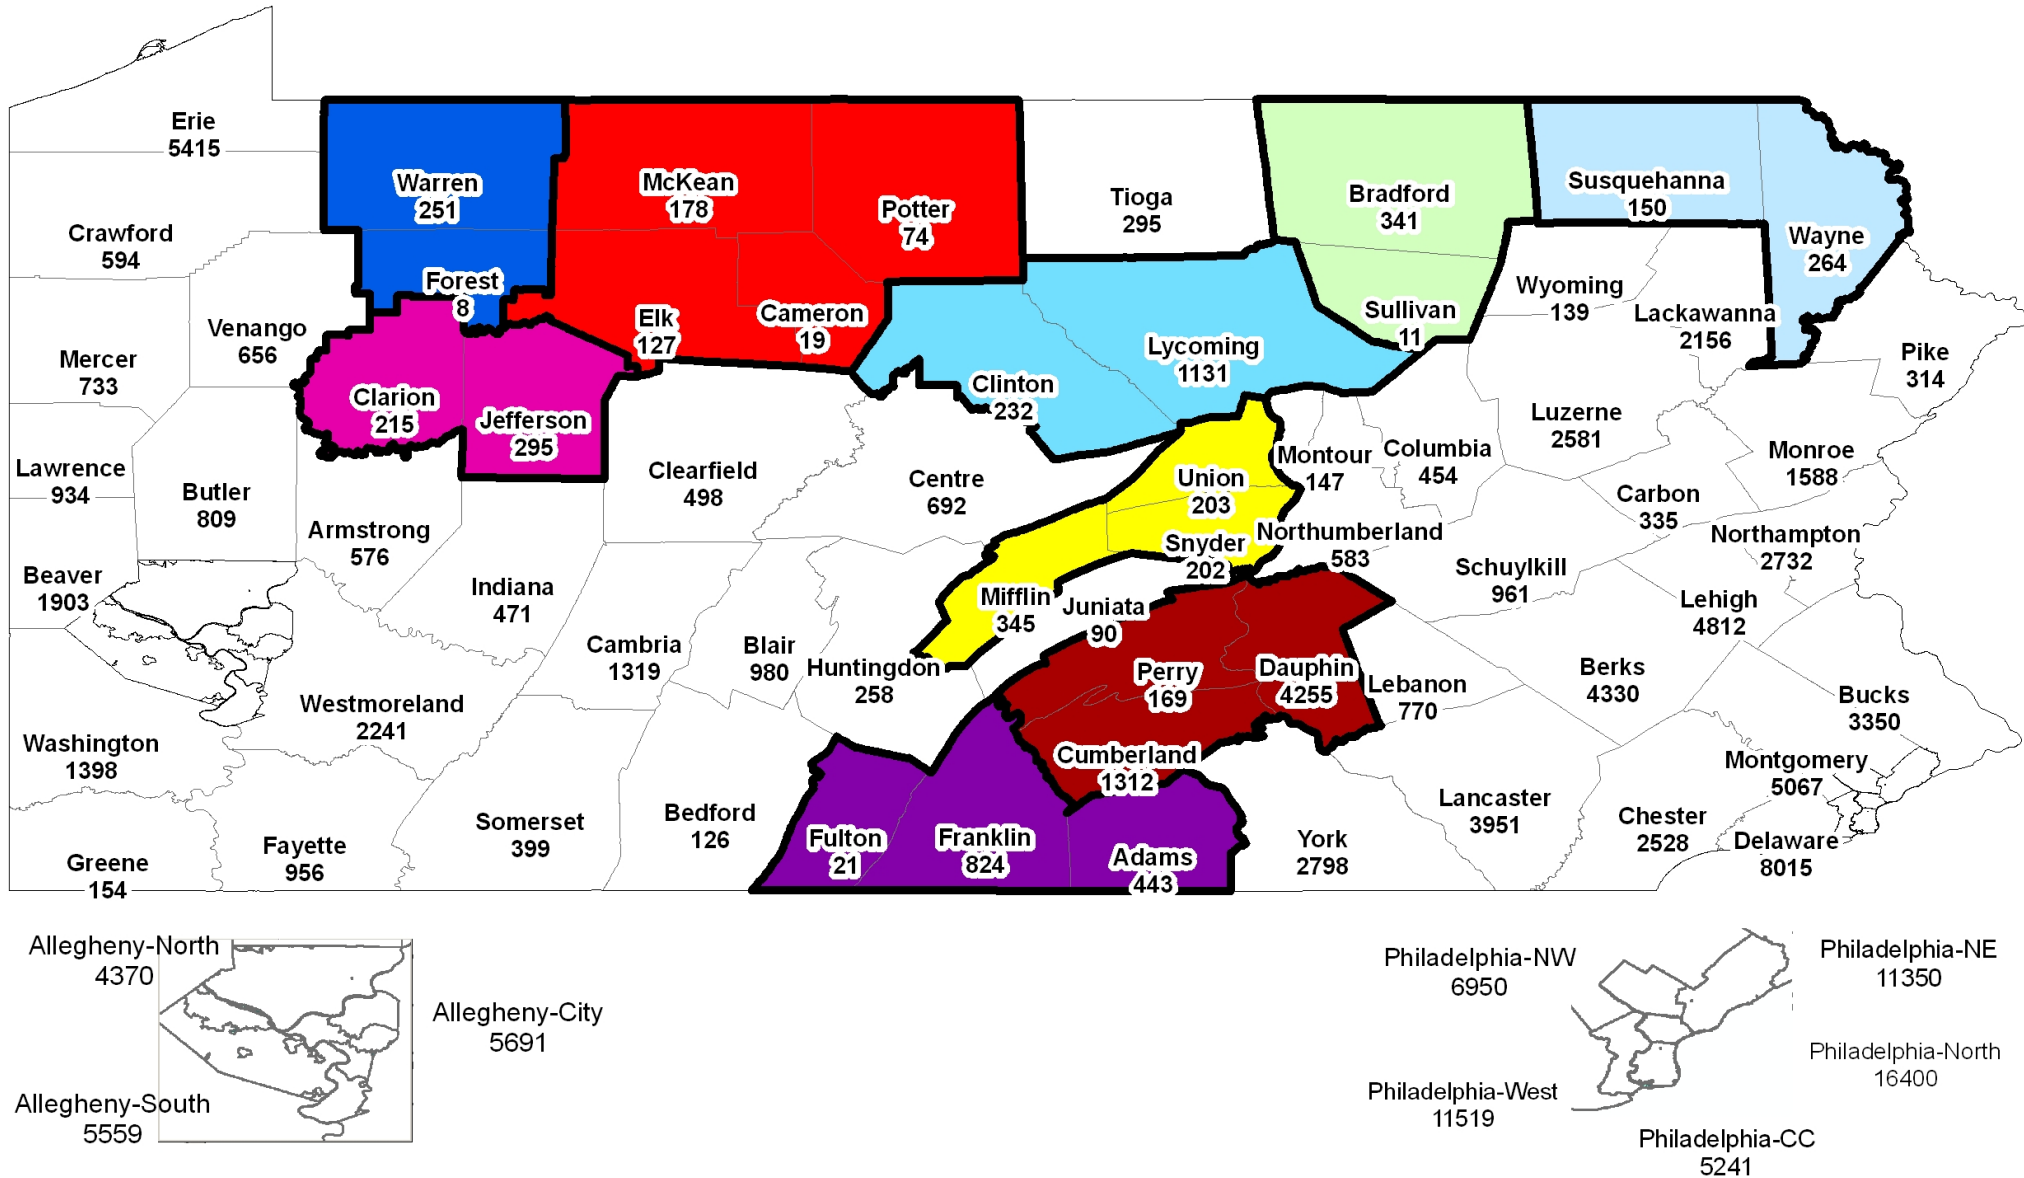 Erie
5415
Warren
251
McKean
178
Potter
74
Tioga
295
Bradford
341
Susquehanna
150
Wayne
264
Crawford
594
Forest
8
Venango
656
Elk
127
Cameron
19
Sullivan
11
Wyoming
139
Lackawanna
2156
Pike
314
Mercer
733
Clarion
215
Jefferson
295
Clinton
232
Lycoming
1131
Luzerne
2581
Monroe
1588
Lawrence
934
Butler
809
Armstrong
576
Clearfield
498
Centre
692
Union
203
Montour
147
Columbia
454
Carbon
335
Northampton
2732
Beaver
1903
Indiana
471
Snyder
202
Northumberland
583
Schuylkill
961
Lehigh
4812
Mifflin
345
Juniata
90
Cambria
1319
Blair
980
Huntingdon
258
Perry
169
Dauphin
4255
Lebanon
770
Berks
4330
Bucks
3350
Westmoreland
2241
Washington
1398
Cumberland
1312
Montgomery
5067
Greene
154
Fayette
956
Somerset
399
Bedford
126
Fulton
21
Franklin
824
Adams
443
York
2798
Lancaster
3951
Chester
2528
Delaware
8015
Allegheny-North
4370
Allegheny-City
5691
Allegheny-South
5559
Philadelphia-NW
6950
Philadelphia-NE
11350
Philadelphia-North
16400
Philadelphia-West
11519
Philadelphia-CC
5241